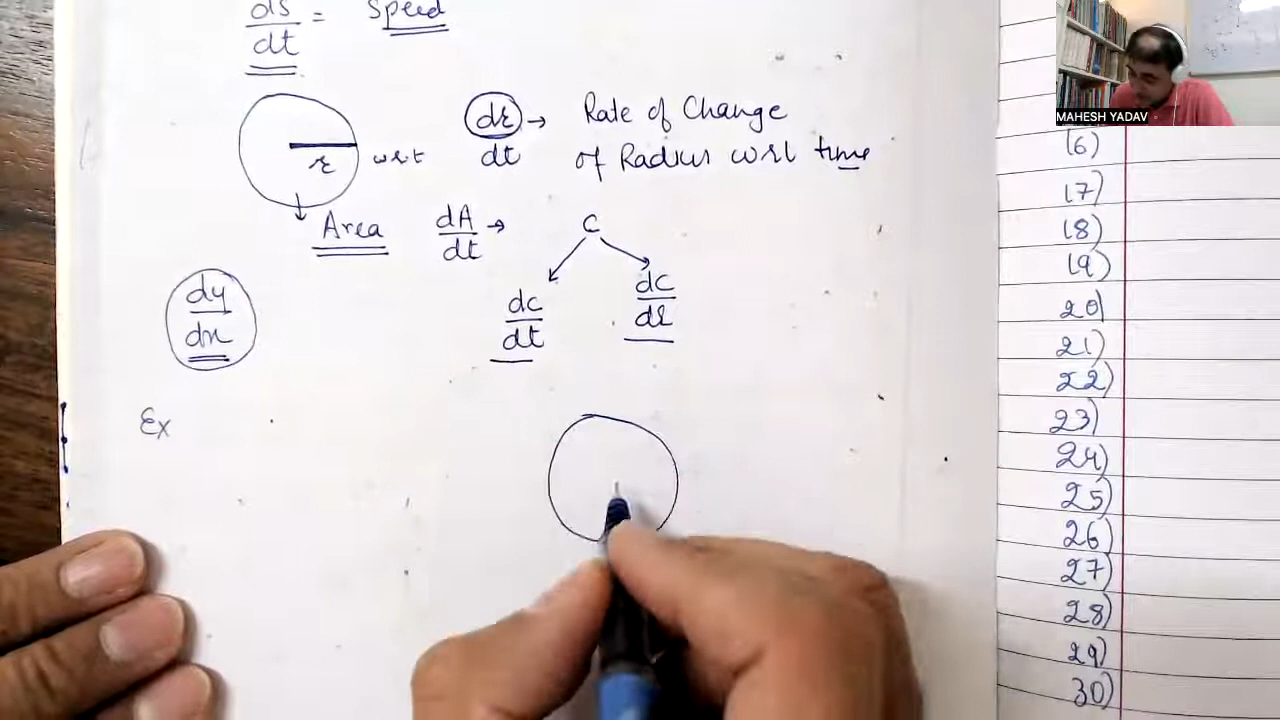 ds/dt = Speed
r wrt dr/dt → Rate of Change
of Radius wrt time
Area dA/dt → C
dc/dt dc/dr
dy/dx
Ex
MAHESH YADAV
16)
17)
18)
19)
20)
21)
22)
23)
24)
25)
26)
27)
28)
29)
30)